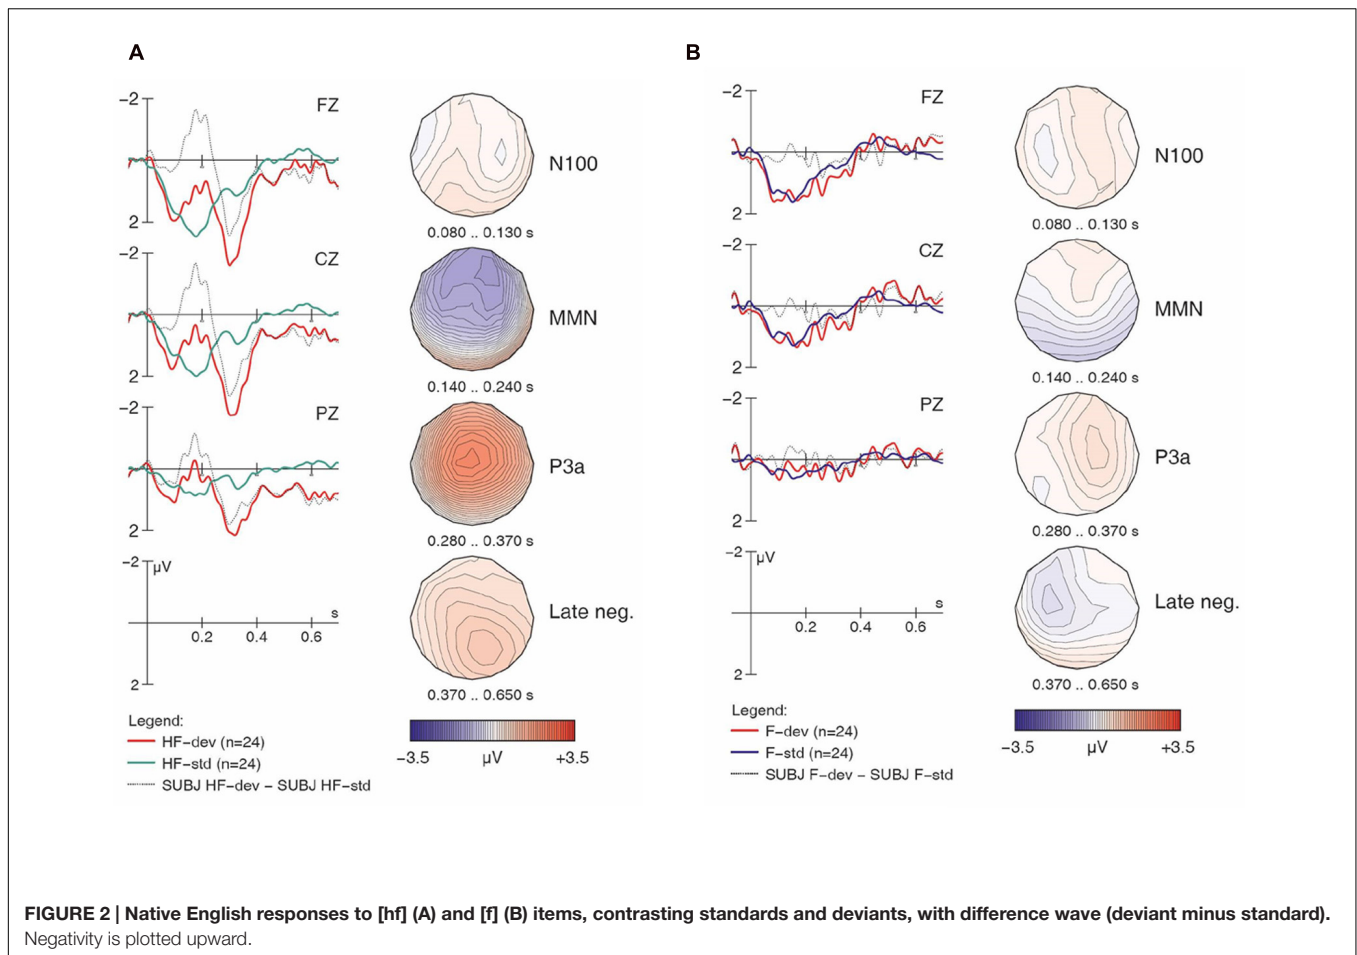 A
−2
FZ
2
N100
0.080 .. 0.130 s
−2
CZ
2
MMN
0.140 .. 0.240 s
−2
PZ
2
P3a
0.280 .. 0.370 s
−2
µV
s
0.2 0.4 0.6
2
Late neg.
0.370 .. 0.650 s
Legend:
HF−dev (n=24)
HF−std (n=24)
SUBJ HF−dev − SUBJ HF−std
−3.5 µV +3.5
B
−2
FZ
2
N100
0.080 .. 0.130 s
−2
CZ
2
MMN
0.140 .. 0.240 s
−2
PZ
2
P3a
0.280 .. 0.370 s
−2
µV
s
0.2 0.4 0.6
2
Late neg.
0.370 .. 0.650 s
Legend:
F−dev (n=24)
F−std (n=24)
SUBJ F−dev − SUBJ F−std
−3.5 µV +3.5
FIGURE 2 | Native English responses to [hf] (A) and [f] (B) items, contrasting standards and deviants, with difference wave (deviant minus standard).
Negativity is plotted upward.